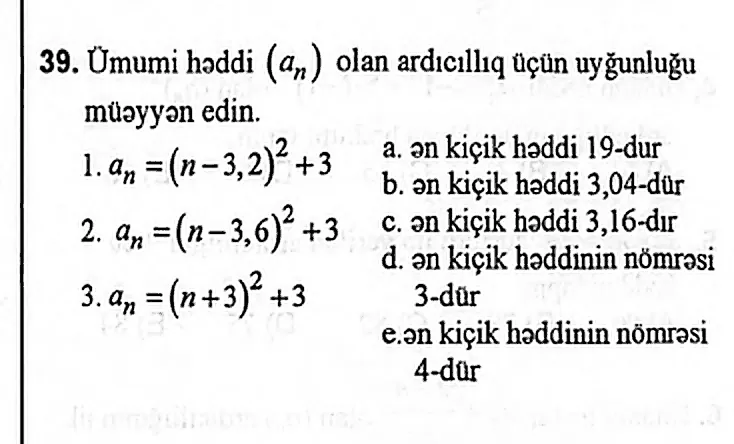 39. Ümumi həddi (aₙ) olan ardıcıllıq üçün uyğunluğu
müəyyən edin.
1. aₙ = (n – 3,2)² + 3
2. aₙ = (n – 3,6)² + 3
3. aₙ = (n + 3)² + 3
a. ən kiçik həddi 19-dur
b. ən kiçik həddi 3,04-dür
c. ən kiçik həddi 3,16-dır
d. ən kiçik həddinin nömrəsi
3-dür
e.ən kiçik həddinin nömrəsi
4-dür